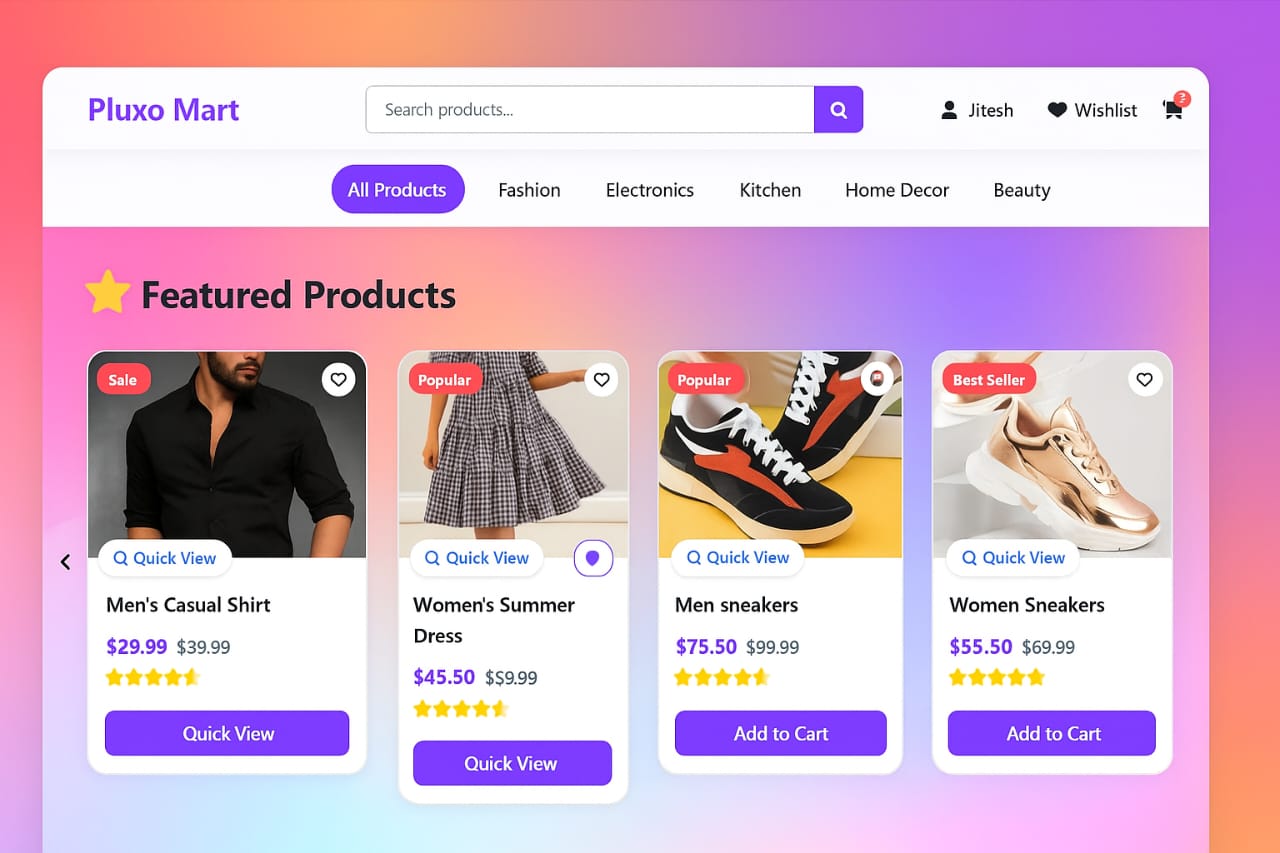 Pluxo Mart
Search products...
Jitesh
Wishlist
?
All Products
Fashion
Electronics
Kitchen
Home Decor
Beauty
Featured Products
Sale
Popular
Popular
Best Seller
Quick View
Quick View
Quick View
Quick View
Men's Casual Shirt
$29.99 $39.99
Quick View
Women's Summer
Dress
$45.50 $S9.99
Quick View
Men sneakers
$75.50 $99.99
Add to Cart
Women Sneakers
$55.50 $69.99
Add to Cart